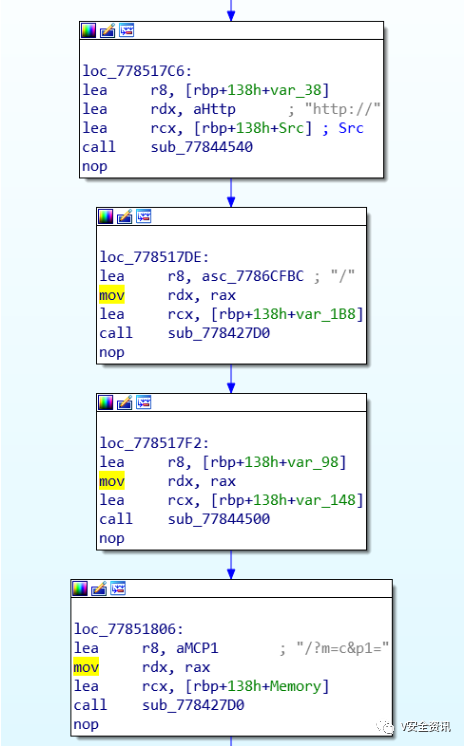 loc_778517C6:
lea     r8, [rbp+138h+var_38]
lea     rdx, aHttp      ; "http://"
lea     rcx, [rbp+138h+Src] ; Src
call    sub_77844540
nop
loc_778517DE:
lea     r8, asc_7786CFBC ; "/"
mov     rdx, rax
lea     rcx, [rbp+138h+var_1B8]
call    sub_778427D0
nop
loc_778517F2:
lea     r8, [rbp+138h+var_98]
mov     rdx, rax
lea     rcx, [rbp+138h+var_148]
call    sub_77844500
nop
loc_77851806:
lea     r8, aMCP1       ; "/?m=c&p1="
mov     rdx, rax
lea     rcx, [rbp+138h+Memory]
call    sub_778427D0
nop
V安全资讯